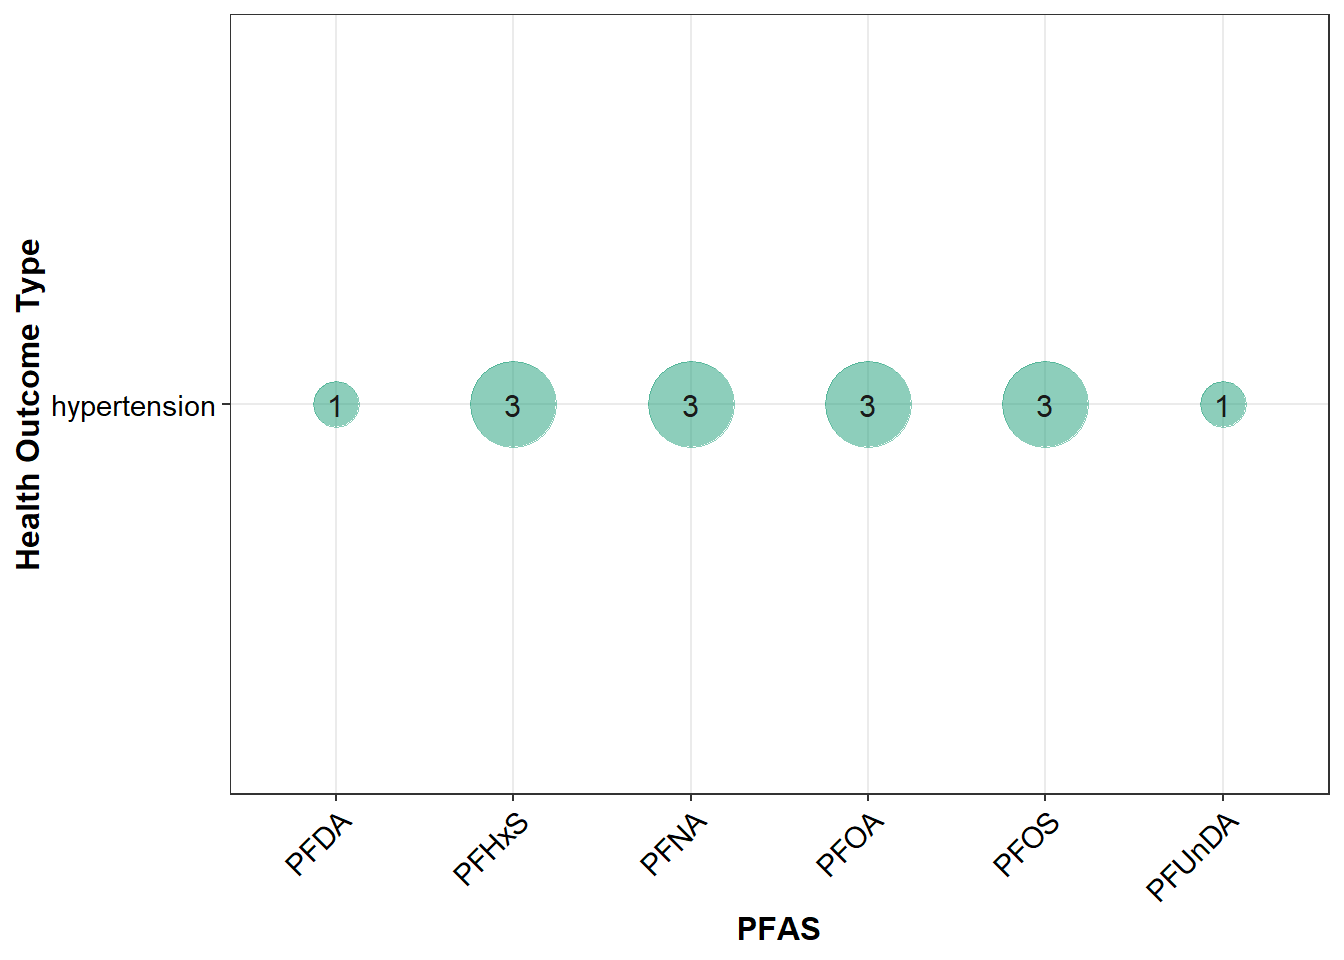 Health Outcome Type
hypertension
1 3 3 3 3 1
PFDA PFHxS PFNA PFOA PFOS PFUnDA
PFAS